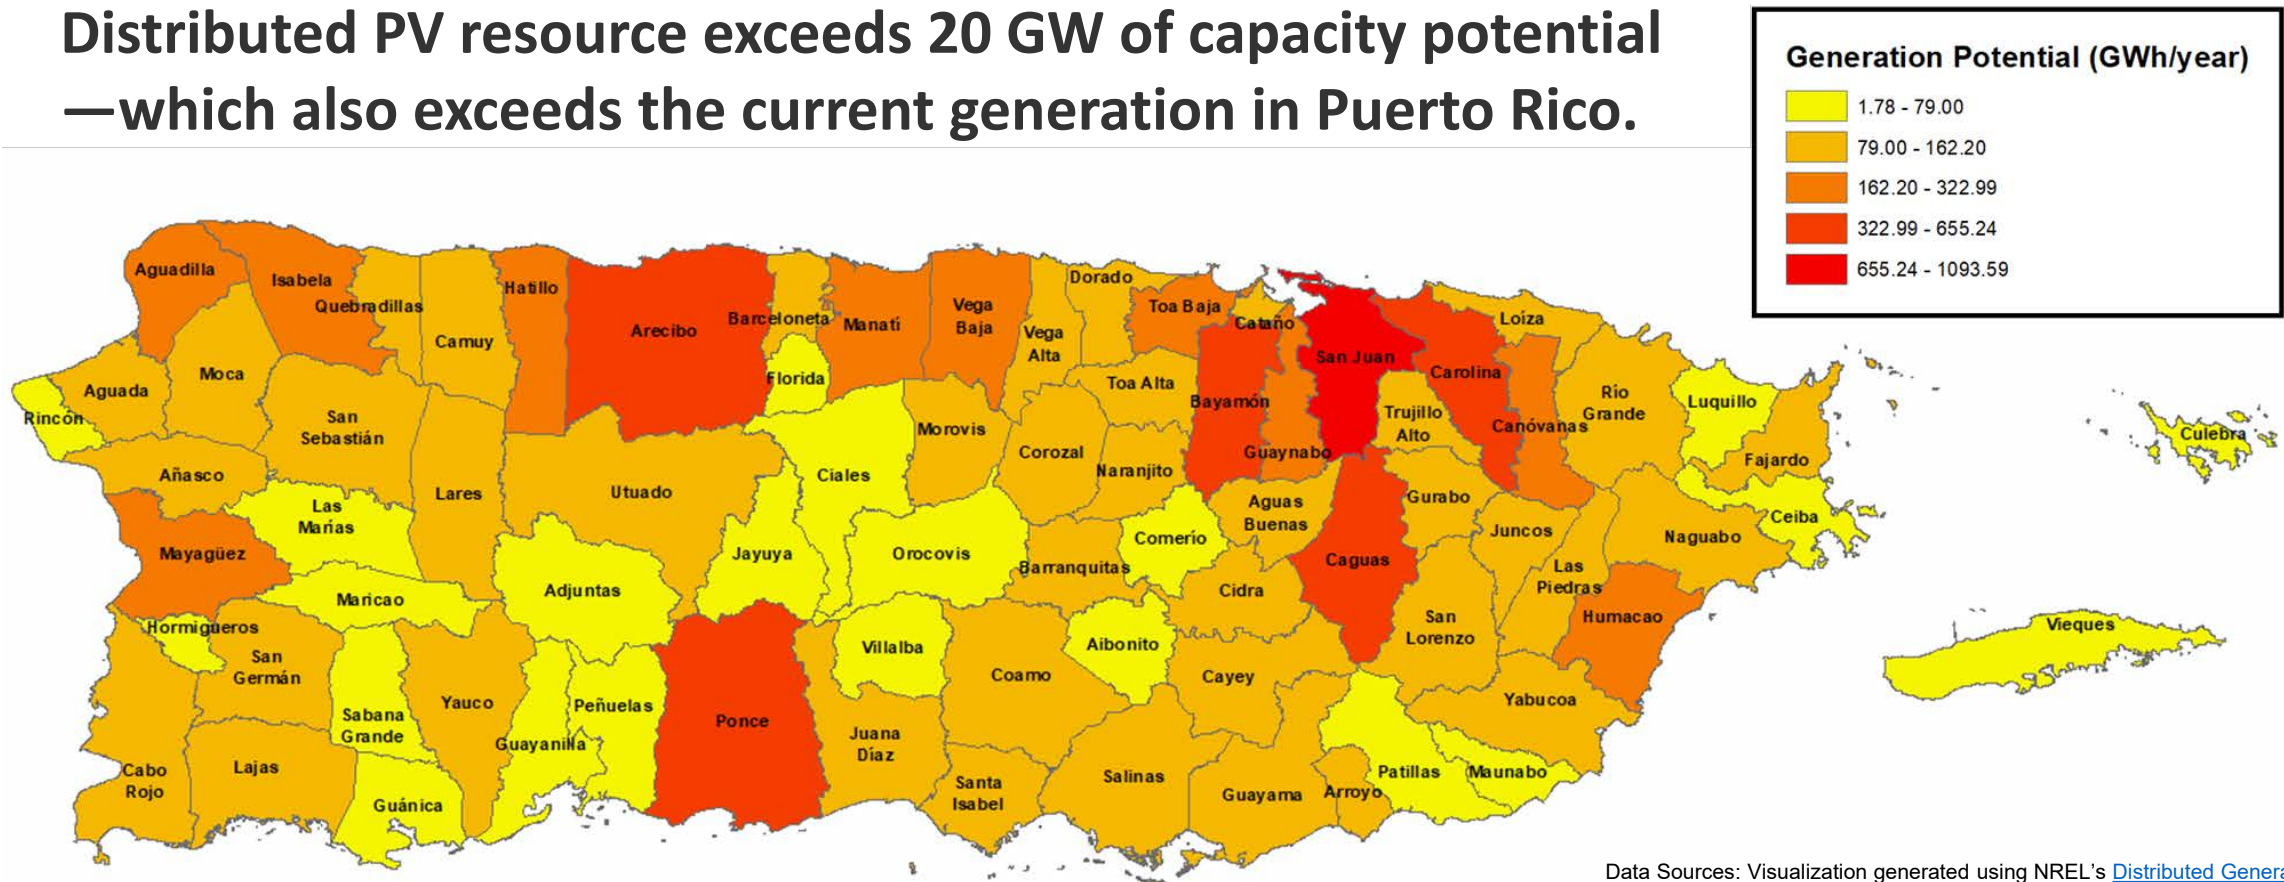 Distributed PV resource exceeds 20 GW of capacity potential
—which also exceeds the current generation in Puerto Rico.
Generation Potential (GWh/year)
1.78 - 79.00
79.00 - 162.20
162.20 - 322.99
322.99 - 655.24
655.24 - 1093.59
Aguadilla
Isabela
Quebradillas
Camuy
Hatillo
Arecibo
Barceloneta
Florida
Manatí
Vega
Baja
Vega
Alta
Dorado
Toa Baja
Cataño
Toa Alta
Bayamón
Guaynabo
San Juan
Trujillo
Alto
Carolina
Loíza
Canóvanas
Río
Grande
Luquillo
Fajardo
Culebra
Ceiba
Naguabo
Vieques
Rincón
Aguada
Moca
San
Sebastián
Añasco
Las
Marías
Lares
Utuado
Ciales
Morovis
Corozal
Naranjito
Aguas
Buenas
Gurabo
Juncos
Las
Piedras
Humacao
Mayagüez
Maricao
Adjuntas
Jayuya
Orocovis
Barranquitas
Comerío
Cidra
Caguas
San
Lorenzo
Hormigueros
San
Germán
Sabana
Grande
Yauco
Guayanilla
Peñuelas
Ponce
Villalba
Juana
Díaz
Coamo
Aibonito
Cayey
Yabucoa
Cabo
Rojo
Lajas
Guánica
Santa
Isabel
Salinas
Guayama
Arroyo
Patillas
Maunabo
Data Sources: Visualization generated using NREL's Distributed Genera